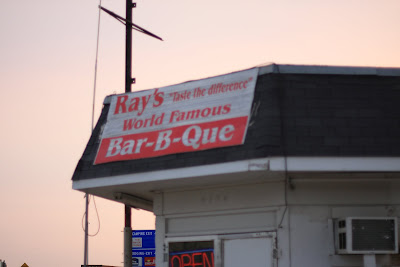 Ray's "Taste the difference"
World Famous
Bar-B-Que
OPEN